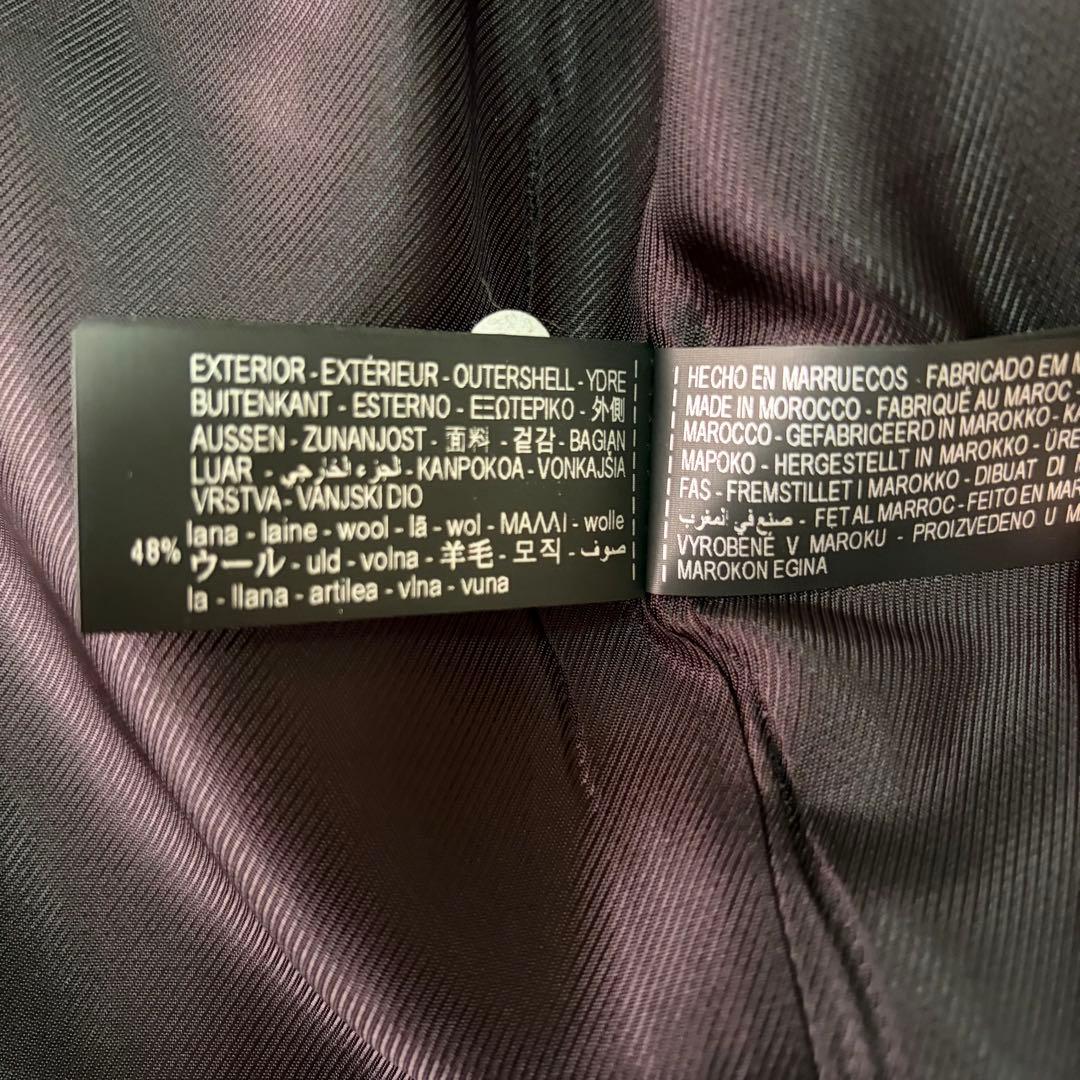 EXTERIOR - EXTÉRIEUR - OUTERSHELL - YDRE
BUITENKANT - ESTERNO - ΕΞΩΤΕΡΙΚΟ - 外側
AUSSEN - ZUNANJOST - 面料 - 겉감 - BAGIAN
LUAR - الجزء الخارجي - KANPOKOA - VONKAJŠIA
VRSTVA - VANJSKI DIO
48% lana - laine - wool - lã - wol - ΜΑΛΛΙ - wolle
ウール - uld - volna - 羊毛 - 모직 - صوف
la - llana - artilea - vlna - vuna
HECHO EN MARRUECOS - FABRICADO EM
MADE IN MOROCCO - FABRIQUÉ AU MAROC -
MAROCCO - GEFABRICEERD IN MAROKKO -
ΜΑΡΟΚΟ - HERGESTELLT IN MAROKKO -
FAS - FREMSTILLET I MAROKKO - DIBUAT DI
صنع في المغرب - FET AL MARROC - FEITO EN
VYROBENÉ V MAROKU - PROIZVEDENO U
MAROKON EGINA